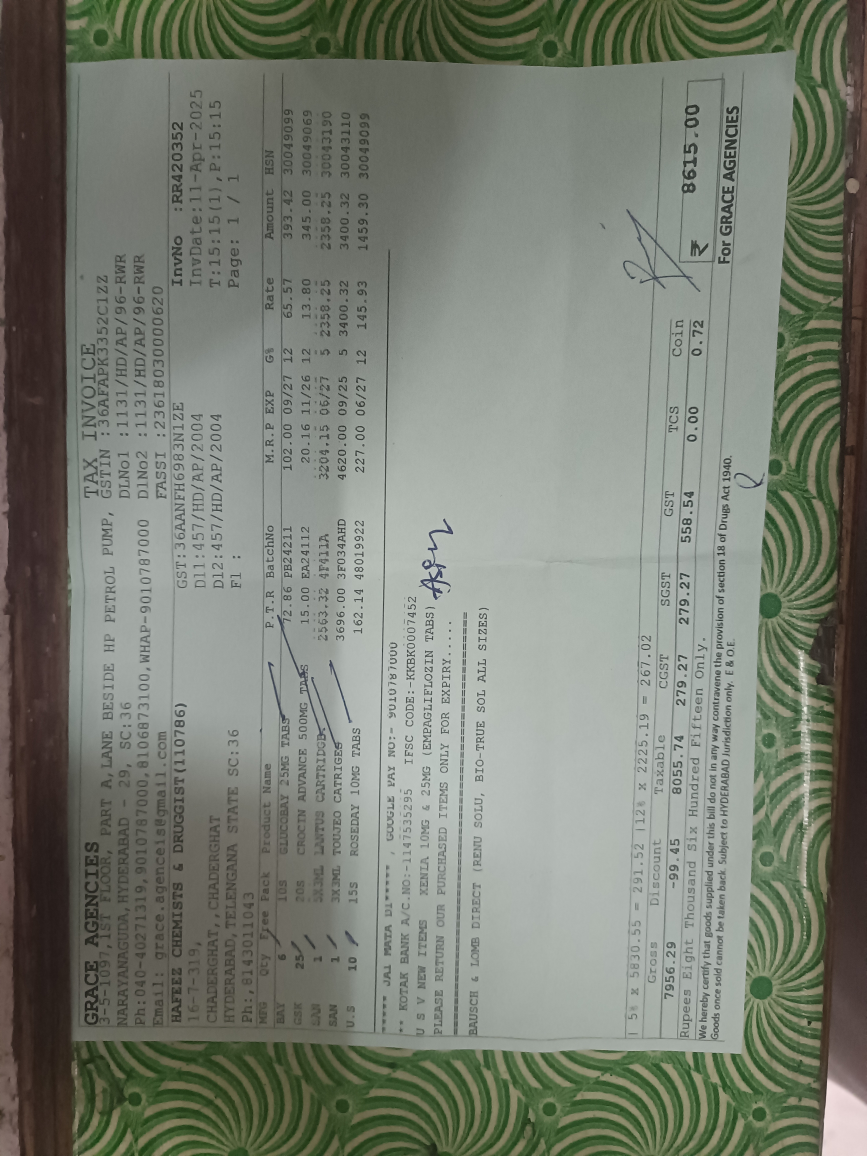 TAX INVOICE
GRACE AGENCIES
3-5-1097,1ST FLOOR, PART A,LANE BESIDE HP PETROL PUMP,
NARAYANAGUDA,HYDERABAD - 29, SC:36
Ph:040-40271319,9010787000,8106873100,WHAP-9010787000
Email: grace.agenceis@gmail.com
GSTIN :36AFAPK3352C1ZZ
DLNo1 :1131/HD/AP/96-RWR
DlNo2 :1131/HD/AP/96-RWR
FASSI :23618030000620
HAFEEZ CHEMISTS & DRUGGIST(110786)
16-7-319,
CHADERGHAT,,CHADERGHAT
HYDERABAD,TELENGANA STATE SC:36
Ph:,8143011043
GST:36AANFH6983N1ZE
Dl1:457/HD/AP/2004
Dl2:457/HD/AP/2004
Fl :
InvNo :RR420352
InvDate:11-Apr-2025
T:15:15(1),P:15:15
Page: 1 / 1
MFG Qty Free Pack Product Name P.T.R BatchNo M.R.P EXP G% Rate Amount HSN
BAY 6 10S GLUCOBAY 25MG TABS 72.86 PB24211 102.00 09/27 12 65.57 393.42 30049099
GSK 25 20S CROCIN ADVANCE 500MG TABS 15.00 EA24112 20.16 11/26 12 13.80 345.00 30049069
SAN 1 5X3ML LANTUS CARTRIDGE 2563.32 4F411A 3204.15 06/27 5 2358.25 2358.25 30043190
SAN 1 3X3ML TOUJEO CATRIGES 3696.00 3F034AHD 4620.00 09/25 5 3400.32 3400.32 30043110
U.S 10 15S ROSEDAY 10MG TABS 162.14 48019922 227.00 06/27 12 145.93 1459.30 30049099
***** JAI MATA DI***** , GOOGLE PAY NO:- 9010787000
** KOTAK BANK A/C.NO:-1147535295 IFSC CODE:-KKBK0007452
U S V NEW ITEMS XENIA 10MG & 25MG (EMPAGLIFLOZIN TABS)
PLEASE RETURN OUR PURCHASED ITEMS ONLY FOR EXPIRY.....
BAUSCH & LOMB DIRECT (RENU SOLU, BIO-TRUE SOL ALL SIZES)
| 5% x 5830.55 = 291.52 |12% x 2225.19 = 267.02
Gross Discount Taxable CGST SGST GST TCS Coin
7956.29 -99.45 8055.74 279.27 279.27 558.54 0.00 0.72
₹ 8615.00
Rupees Eight Thousand Six Hundred Fifteen Only.
We hereby certify that goods supplied under this bill do not in any way contravene the provision of section 18 of Drugs Act 1940.
Goods once sold cannot be taken back. Subject to HYDERABAD Jurisdiction only. E & O.E.
For GRACE AGENCIES